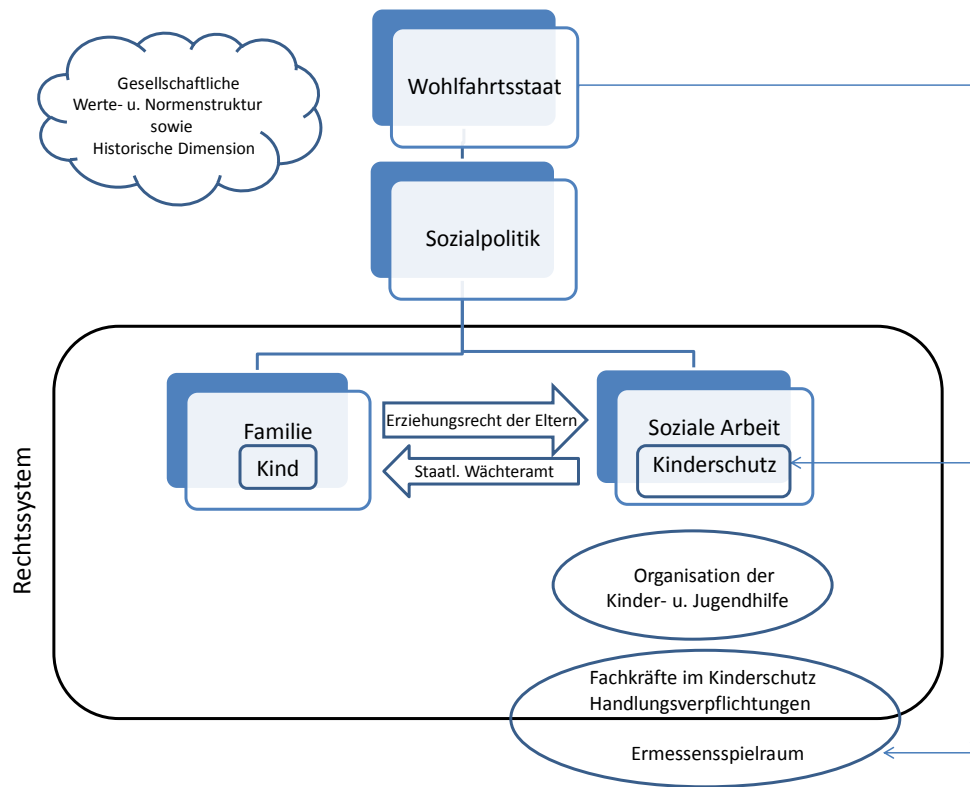 Gesellschaftliche
Werte- u. Normenstruktur
sowie
Historische Dimension
Wohlfahrtsstaat
Sozialpolitik
Rechtssystem
Familie
Kind
Erziehungsrecht der Eltern
Staatl. Wächteramt
Soziale Arbeit
Kinderschutz
Organisation der
Kinder- u. Jugendhilfe
Fachkräfte im Kinderschutz
Handlungsverpflichtungen
Ermessensspielraum